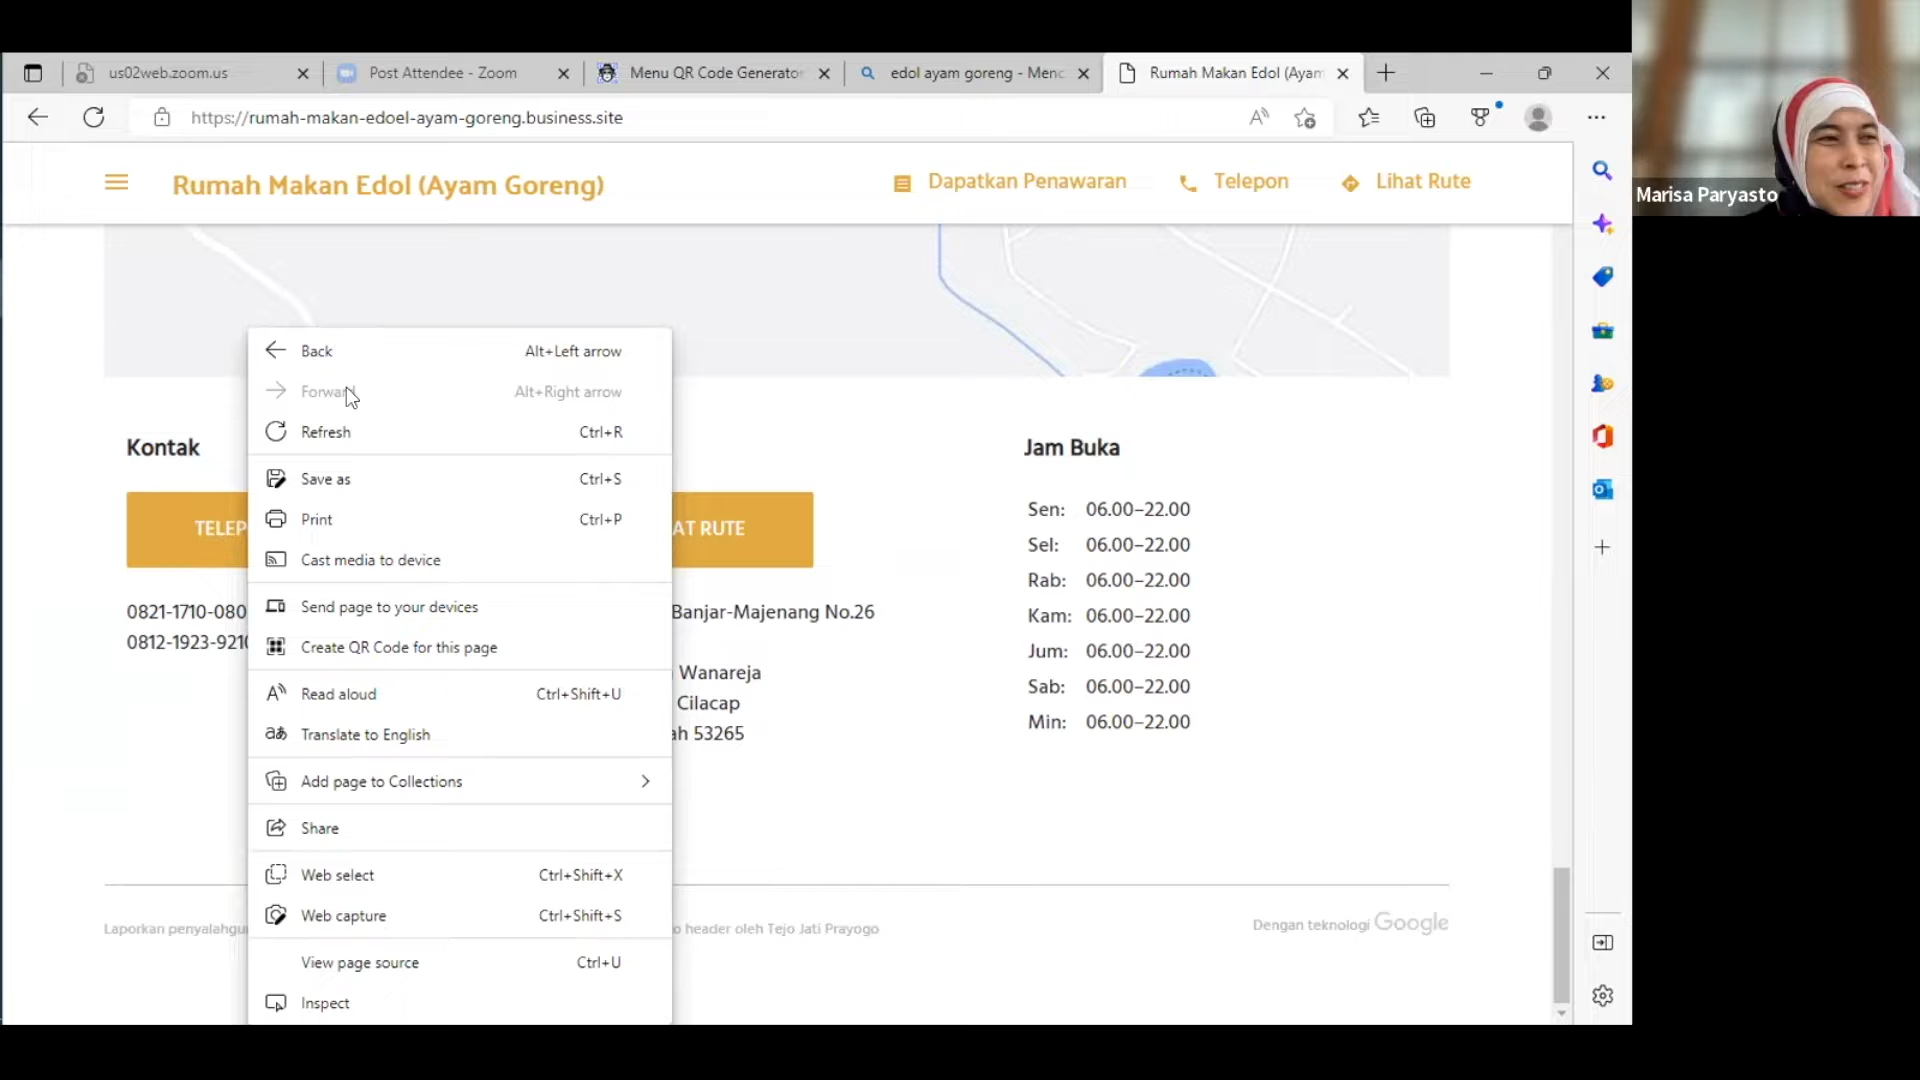 us02web.zoom.us
Post Attendee - Zoom
Menu QR Code Generator
edol ayam goreng - Menc
Rumah Makan Edol (Ayam
https://rumah-makan-edoel-ayam-goreng.business.site
Marisa Paryasto
Rumah Makan Edol (Ayam Goreng)
Dapatkan Penawaran
Telepon
Lihat Rute
Back Alt+Left arrow
Forward Alt+Right arrow
Refresh Ctrl+R
Save as Ctrl+S
Print Ctrl+P
Cast media to device
Send page to your devices
Create QR Code for this page
Read aloud Ctrl+Shift+U
Translate to English
Add page to Collections
Share
Web select Ctrl+Shift+X
Web capture Ctrl+Shift+S
View page source Ctrl+U
Inspect
Kontak
TELEP
0821-1710-080
0812-1923-9210
AT RUTE
Banjar-Majenang No.26
Wanareja
Cilacap
ah 53265
Jam Buka
Sen: 06.00–22.00
Sel: 06.00–22.00
Rab: 06.00–22.00
Kam: 06.00–22.00
Jum: 06.00–22.00
Sab: 06.00–22.00
Min: 06.00–22.00
Laporkan penyalahgu
o header oleh Tejo Jati Prayogo
Dengan teknologi Google